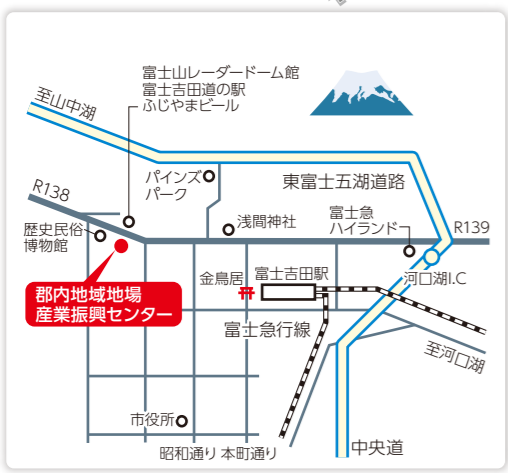 富士山レーダードーム館
富士吉田道の駅
ふじやまビール
至山中湖
パインズ
パーク
東富士五湖道路
R138
歴史民俗
博物館
浅間神社
富士急
ハイランド
R139
金鳥居
富士吉田駅
河口湖I.C
郡内地域地場
産業振興センター
富士急行線
至河口湖
市役所
昭和通り 本町通り
中央道